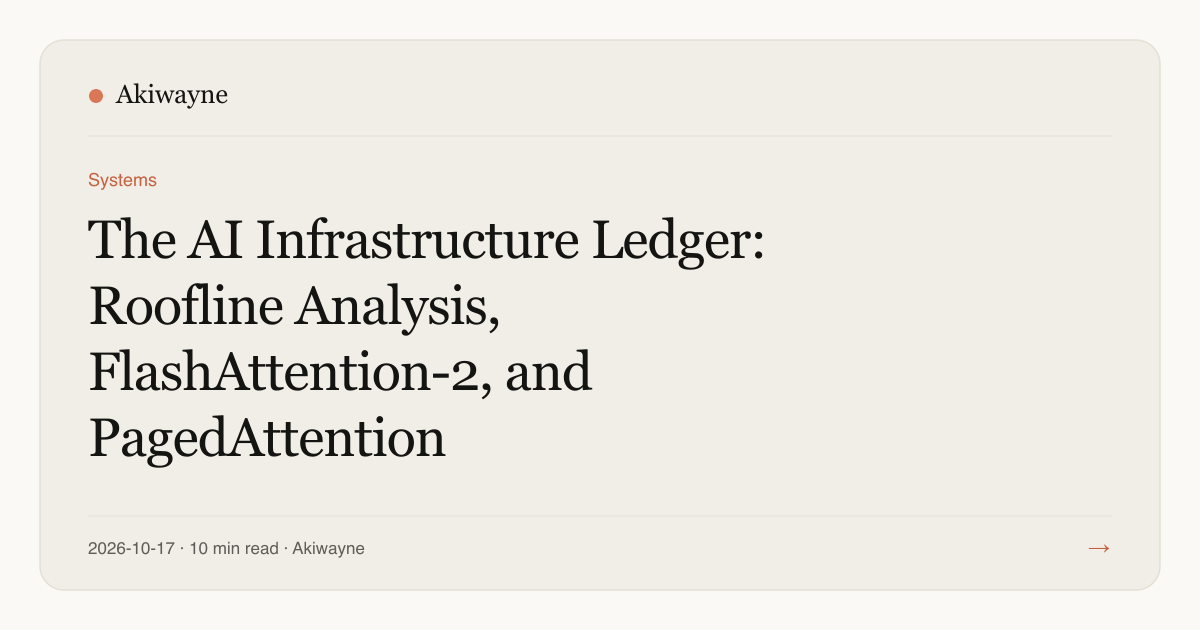 Akiwayne
Systems
The AI Infrastructure Ledger:
Roofline Analysis,
FlashAttention-2, and
PagedAttention
2026-10-17 · 10 min read · Akiwayne
→